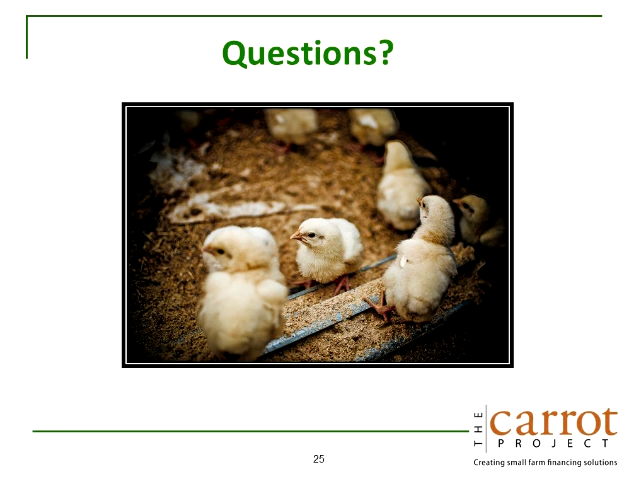 Questions?
THE
carrot
PROJECT
Creating small farm financing solutions
25